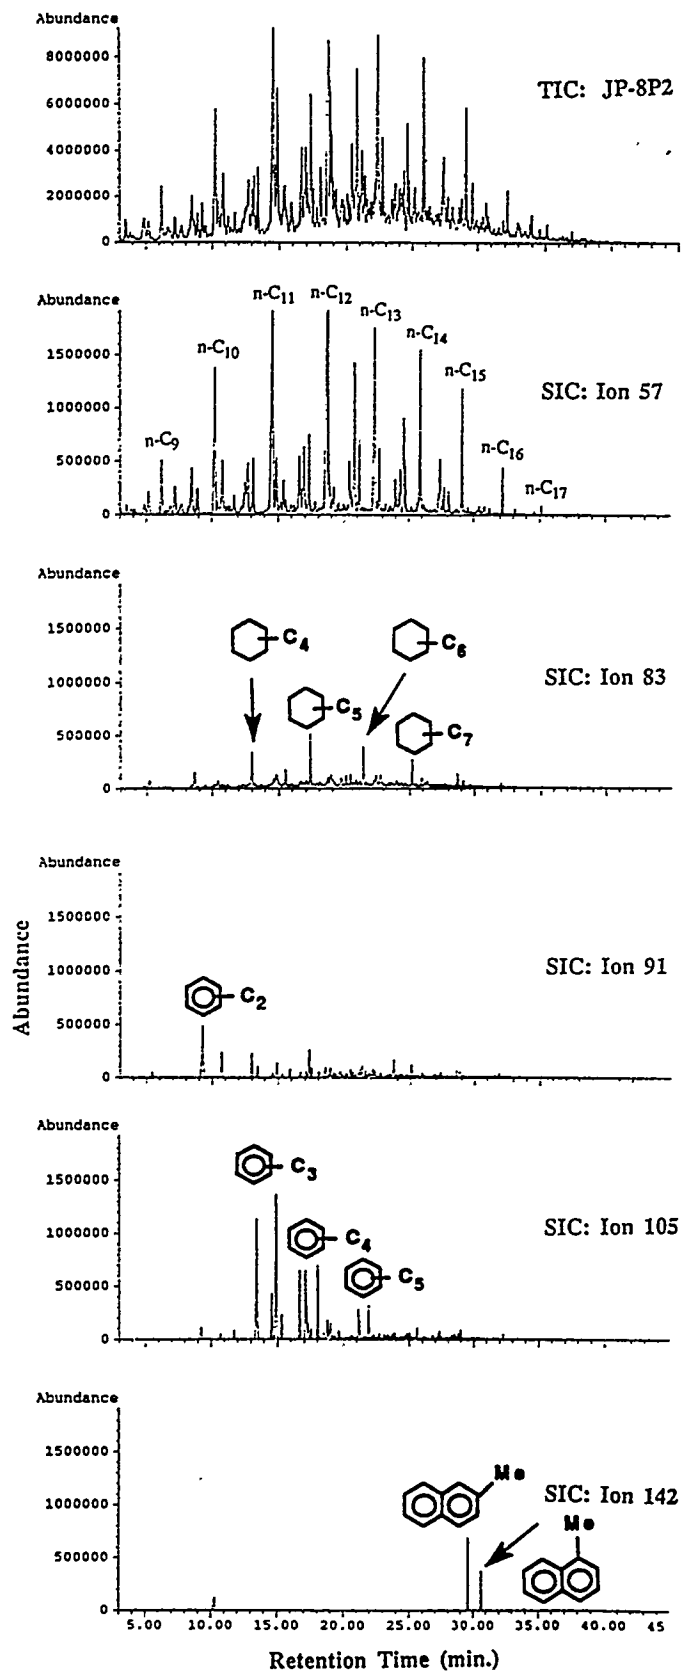 Abundance
8000000
TIC: JP-8P2
6000000
4000000
2000000
0
Abundance
n-C11
n-C12
n-C13
1500000
n-C10
n-C14
n-C15
SIC: Ion 57
1000000
n-C9
n-C16
500000
n-C17
0
Abundance
1500000
C4
C6
SIC: Ion 83
1000000
C5
C7
500000
0
Abundance
1500000
Abundance
SIC: Ion 91
1000000
C2
500000
0
Abundance
C3
1500000
SIC: Ion 105
1000000
C4
C5
500000
0
Abundance
1500000
Me
SIC: Ion 142
1000000
Me
500000
0
5.00 10.00 15.00 20.00 25.00 30.00 35.00 40.00 45
Retention Time (min.)